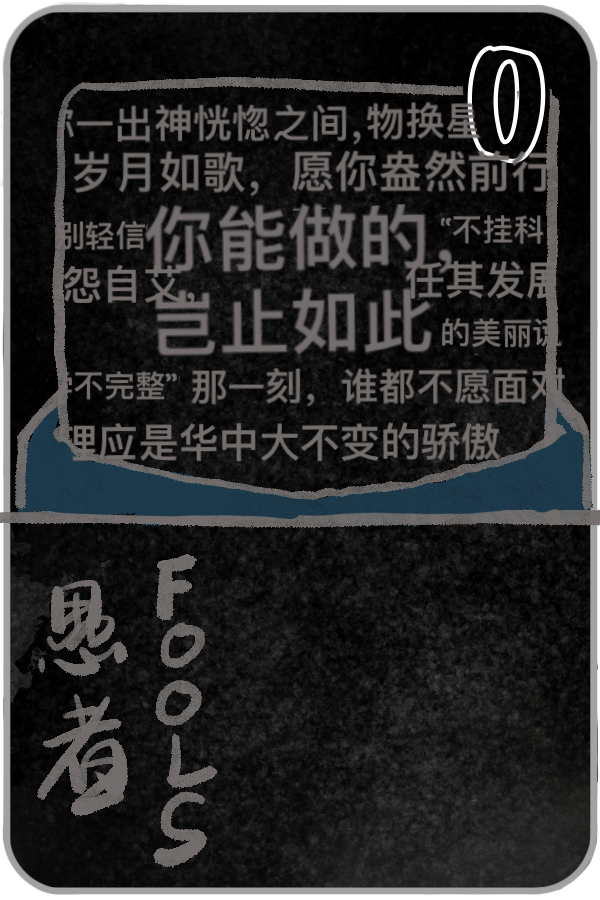 0
一出神恍惚之间,物换星
岁月如歌，愿你盎然前行
别轻信 “不挂科
你能做的，
怨自艾， 任其发展
岂止如此
的美丽谎
不完整” 那一刻，谁都不愿面对
理应是华中大不变的骄傲
愚者
FOOLS